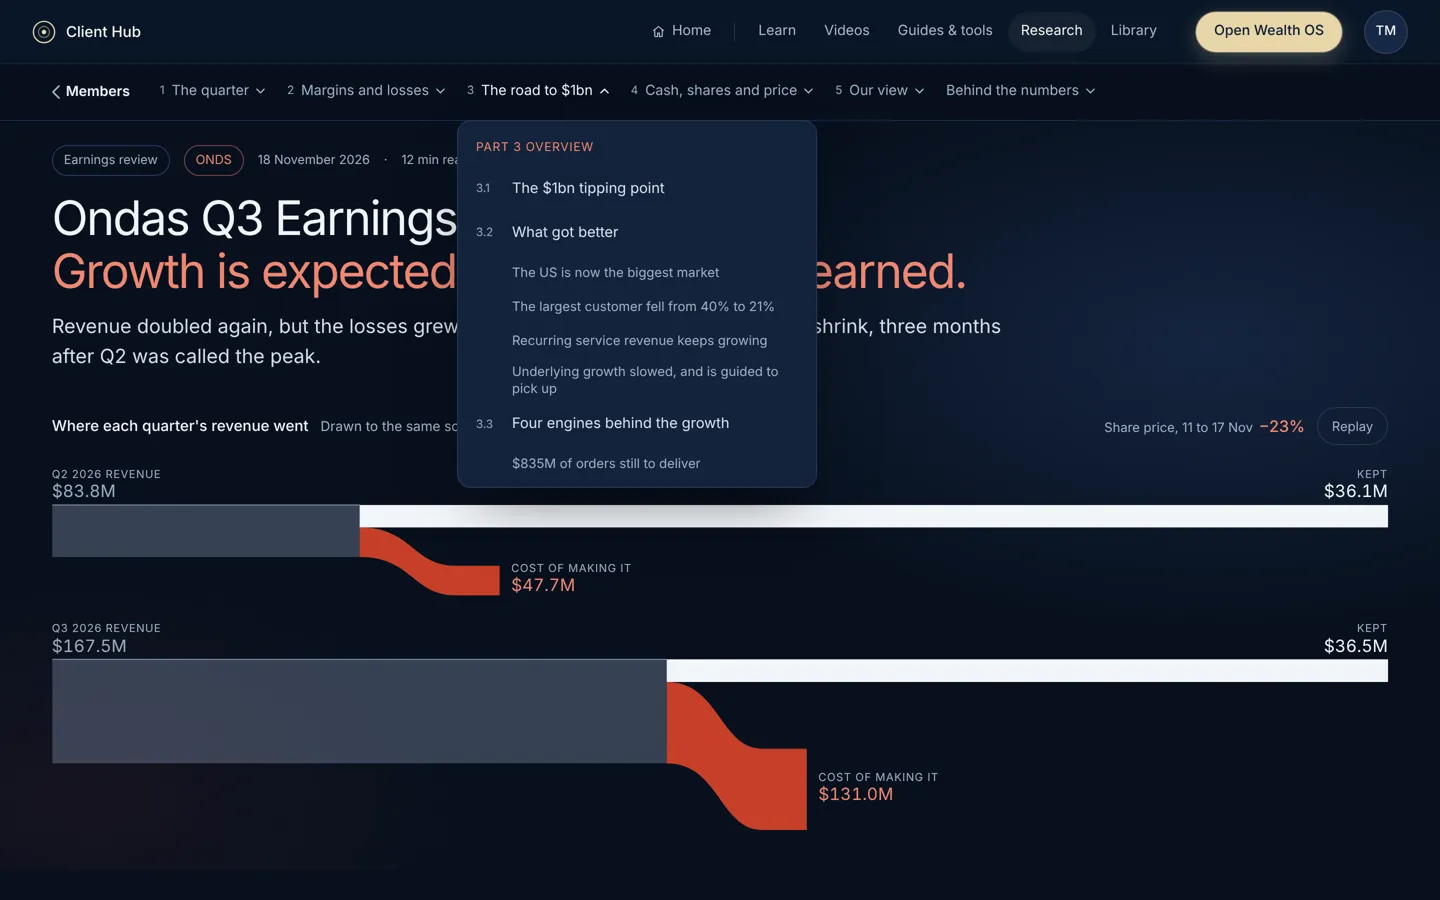 Client Hub
Home
Learn
Videos
Guides & tools
Research
Library
Open Wealth OS
TM
Members
1 The quarter
2 Margins and losses
3 The road to $1bn
4 Cash, shares and price
5 Our view
Behind the numbers
Earnings review
ONDS
18 November 2026 · 12 min
PART 3 OVERVIEW
3.1 The $1bn tipping point
3.2 What got better
The US is now the biggest market
The largest customer fell from 40% to 21%
Recurring service revenue keeps growing
Underlying growth slowed, and is guided to
pick up
3.3 Four engines behind the growth
$835M of orders still to deliver
Ondas Q3 Earnings
Growth is expected earned.
Revenue doubled again, but the losses grew shrink, three months
after Q2 was called the peak.
Where each quarter's revenue went Drawn to the same
Share price, 11 to 17 Nov −23%
Replay
Q2 2026 REVENUE
$83.8M
KEPT
$36.1M
COST OF MAKING IT
$47.7M
Q3 2026 REVENUE
$167.5M
KEPT
$36.5M
COST OF MAKING IT
$131.0M